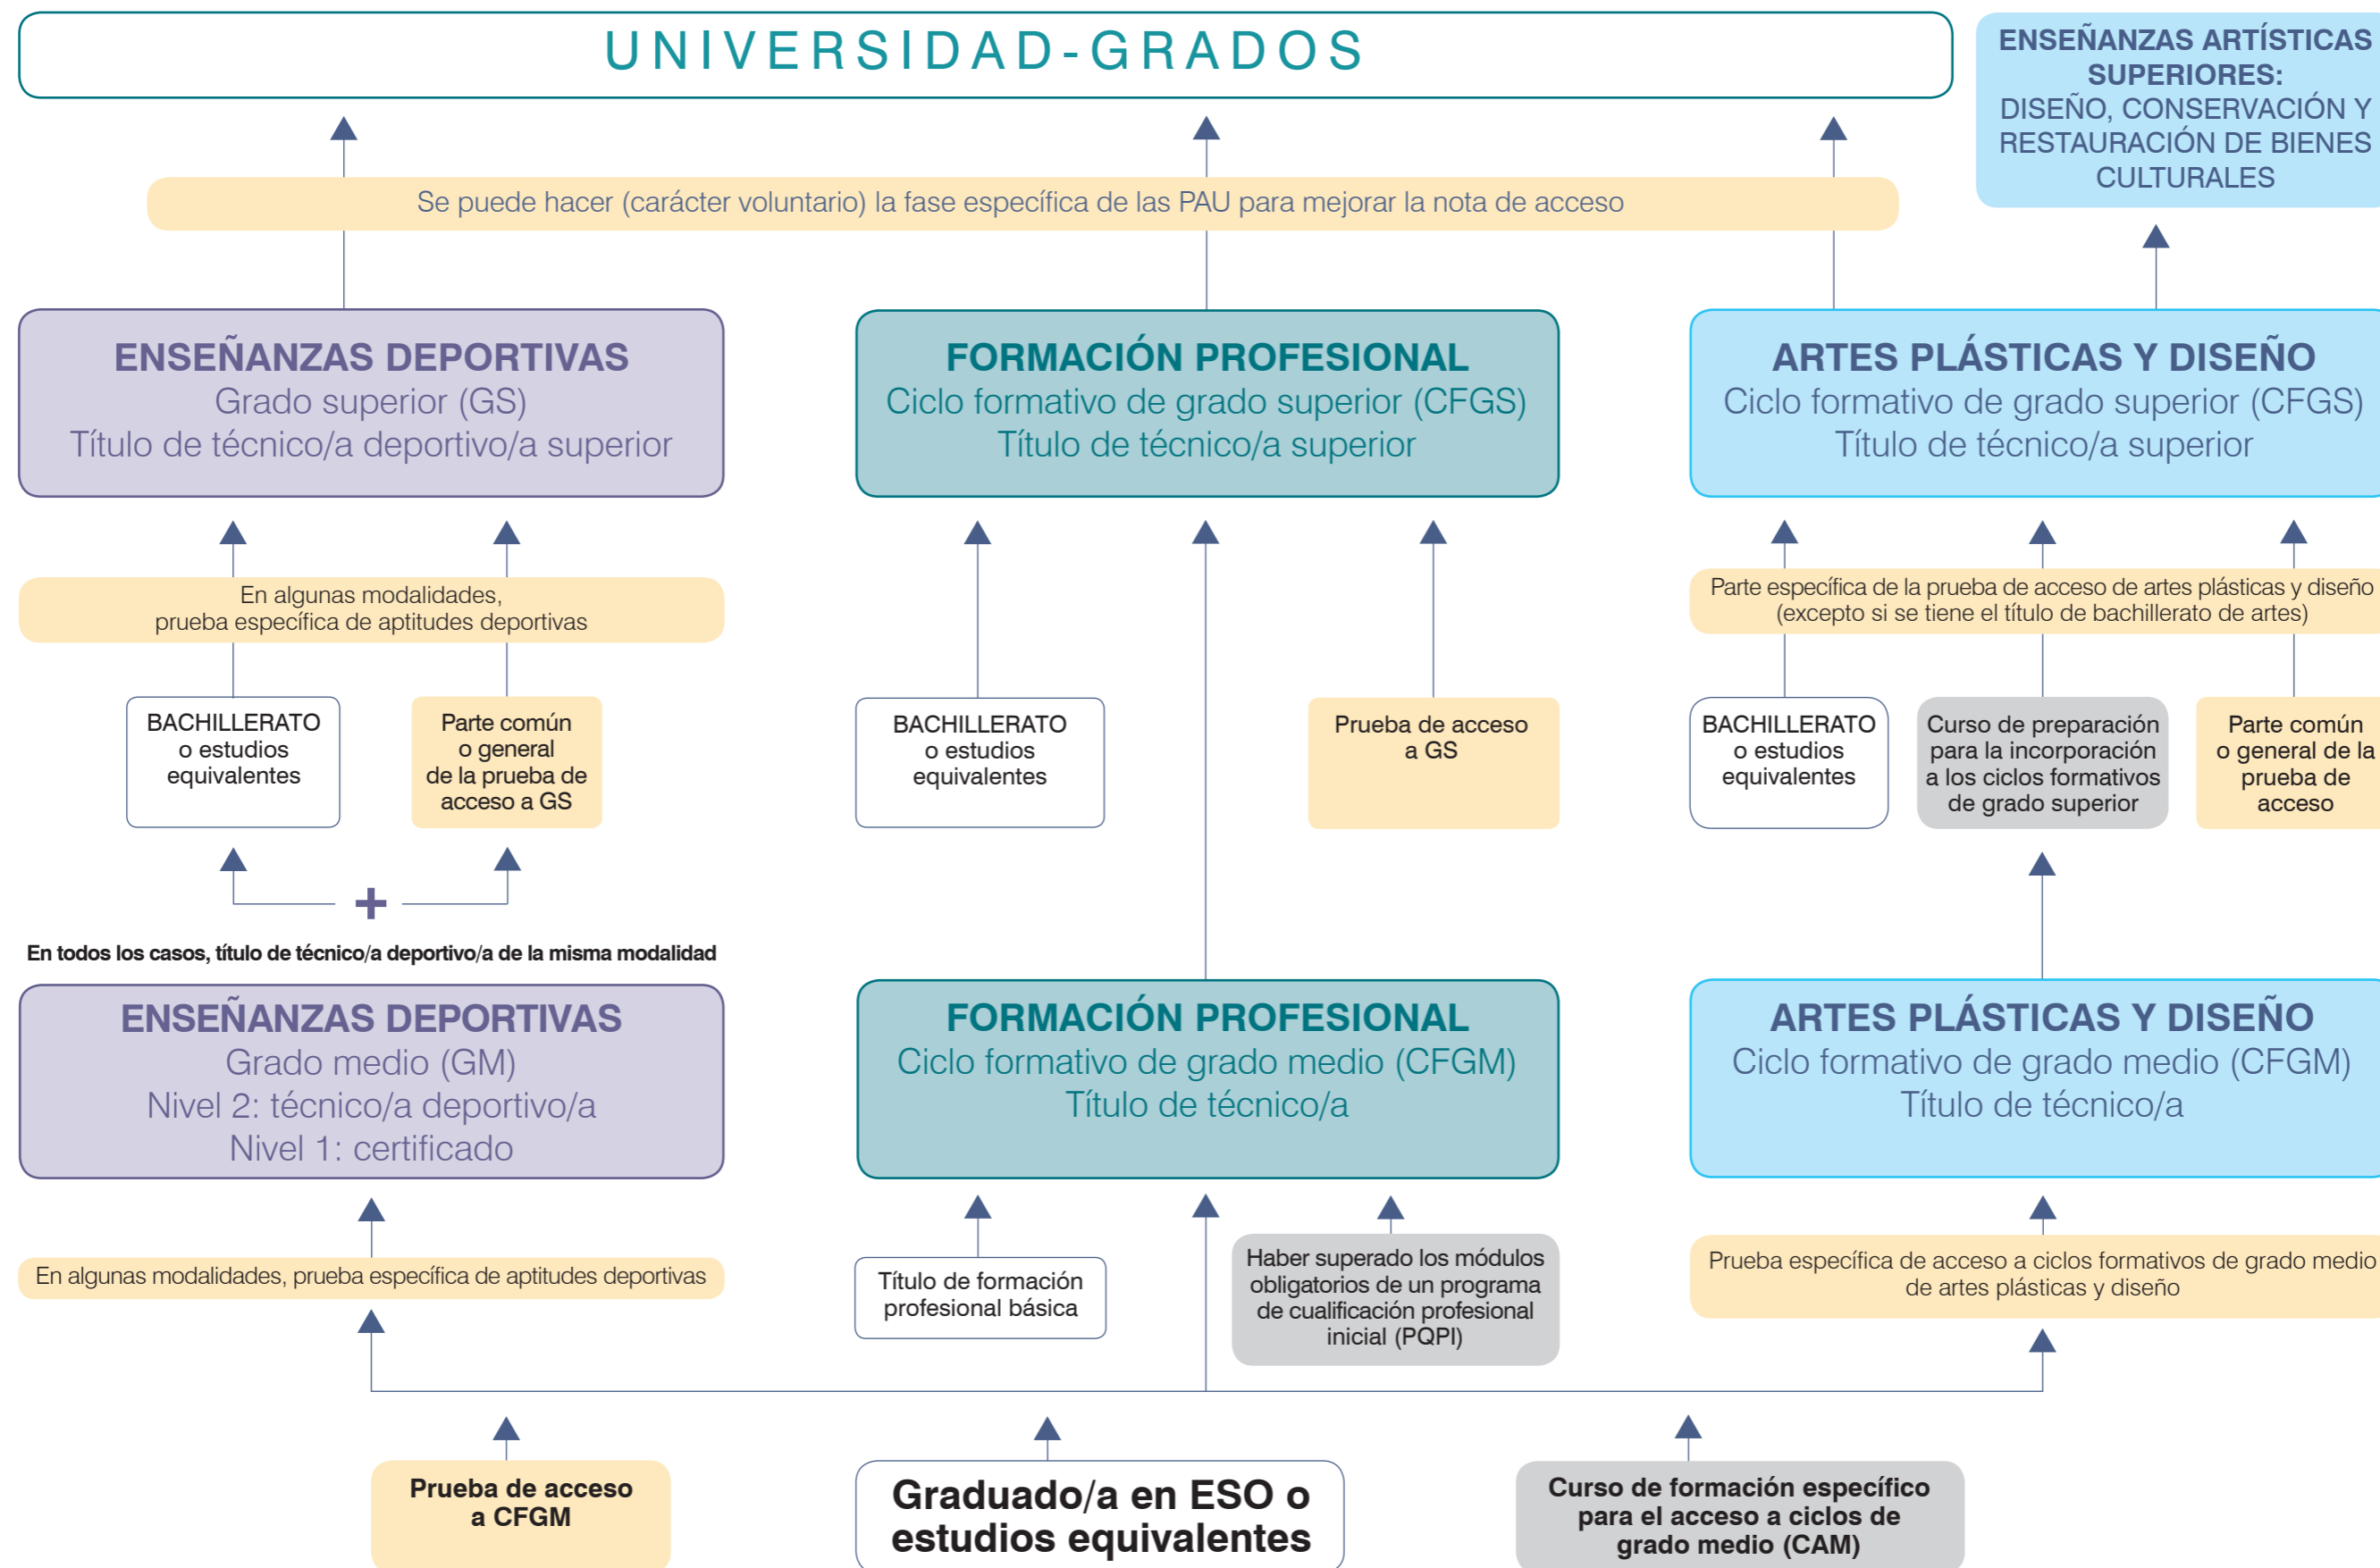 UNIVERSIDAD-GRADOS
ENSEÑANZAS ARTÍSTICAS
SUPERIORES:
DISEÑO, CONSERVACIÓN Y
RESTAURACIÓN DE BIENES
CULTURALES
Se puede hacer (carácter voluntario) la fase específica de las PAU para mejorar la nota de acceso
ENSEÑANZAS DEPORTIVAS
Grado superior (GS)
Título de técnico/a deportivo/a superior
FORMACIÓN PROFESIONAL
Ciclo formativo de grado superior (CFGS)
Título de técnico/a superior
ARTES PLÁSTICAS Y DISEÑO
Ciclo formativo de grado superior (CFGS)
Título de técnico/a superior
En algunas modalidades,
prueba específica de aptitudes deportivas
Parte específica de la prueba de acceso de artes plásticas y diseño
(excepto si se tiene el título de bachillerato de artes)
BACHILLERATO
o estudios
equivalentes
Parte común
o general
de la prueba de
acceso a GS
BACHILLERATO
o estudios
equivalentes
Prueba de acceso
a GS
BACHILLERATO
o estudios
equivalentes
Curso de preparación
para la incorporación
a los ciclos formativos
de grado superior
Parte común
o general de la
prueba de
acceso
+
En todos los casos, título de técnico/a deportivo/a de la misma modalidad
ENSEÑANZAS DEPORTIVAS
Grado medio (GM)
Nivel 2: técnico/a deportivo/a
Nivel 1: certificado
FORMACIÓN PROFESIONAL
Ciclo formativo de grado medio (CFGM)
Título de técnico/a
ARTES PLÁSTICAS Y DISEÑO
Ciclo formativo de grado medio (CFGM)
Título de técnico/a
En algunas modalidades, prueba específica de aptitudes deportivas
Título de formación
profesional básica
Haber superado los módulos
obligatorios de un programa
de cualificación profesional
inicial (PQPI)
Prueba específica de acceso a ciclos formativos de grado medio
de artes plásticas y diseño
Prueba de acceso
a CFGM
Graduado/a en ESO o
estudios equivalentes
Curso de formación específico
para el acceso a ciclos de
grado medio (CAM)